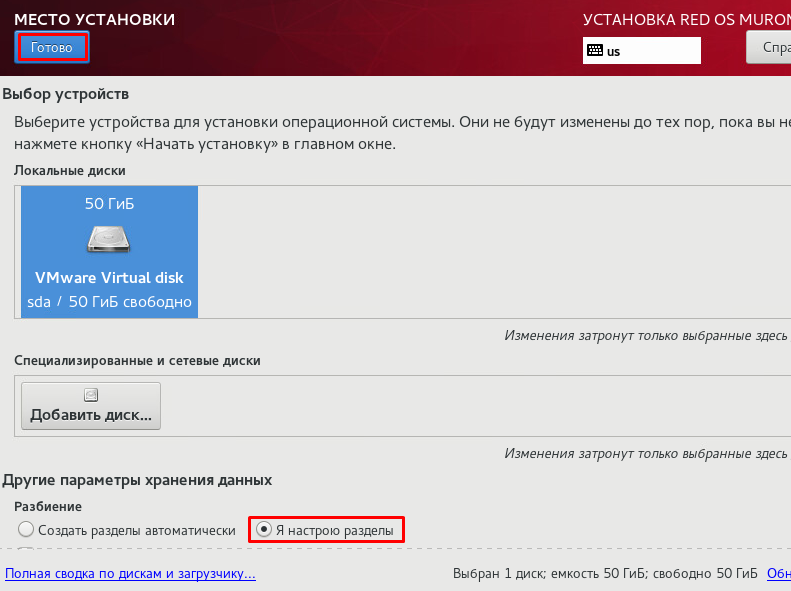 МЕСТО УСТАНОВКИ
УСТАНОВКА RED OS MUROM
Готово
us
Спра
Выбор устройств
Выберите устройства для установки операционной системы. Они не будут изменены до тех пор, пока вы не
нажмете кнопку «Начать установку» в главном окне.
Локальные диски
50 ГиБ
VMware Virtual disk
sda / 50 ГиБ свободно
Изменения затронут только выбранные здесь
Специализированные и сетевые диски
Добавить диск...
Изменения затронут только выбранные здесь
Другие параметры хранения данных
Разбиение
Создать разделы автоматически
Я настрою разделы
Полная сводка по дискам и загрузчику...
Выбран 1 диск; емкость 50 ГиБ; свободно 50 ГиБ
Обн